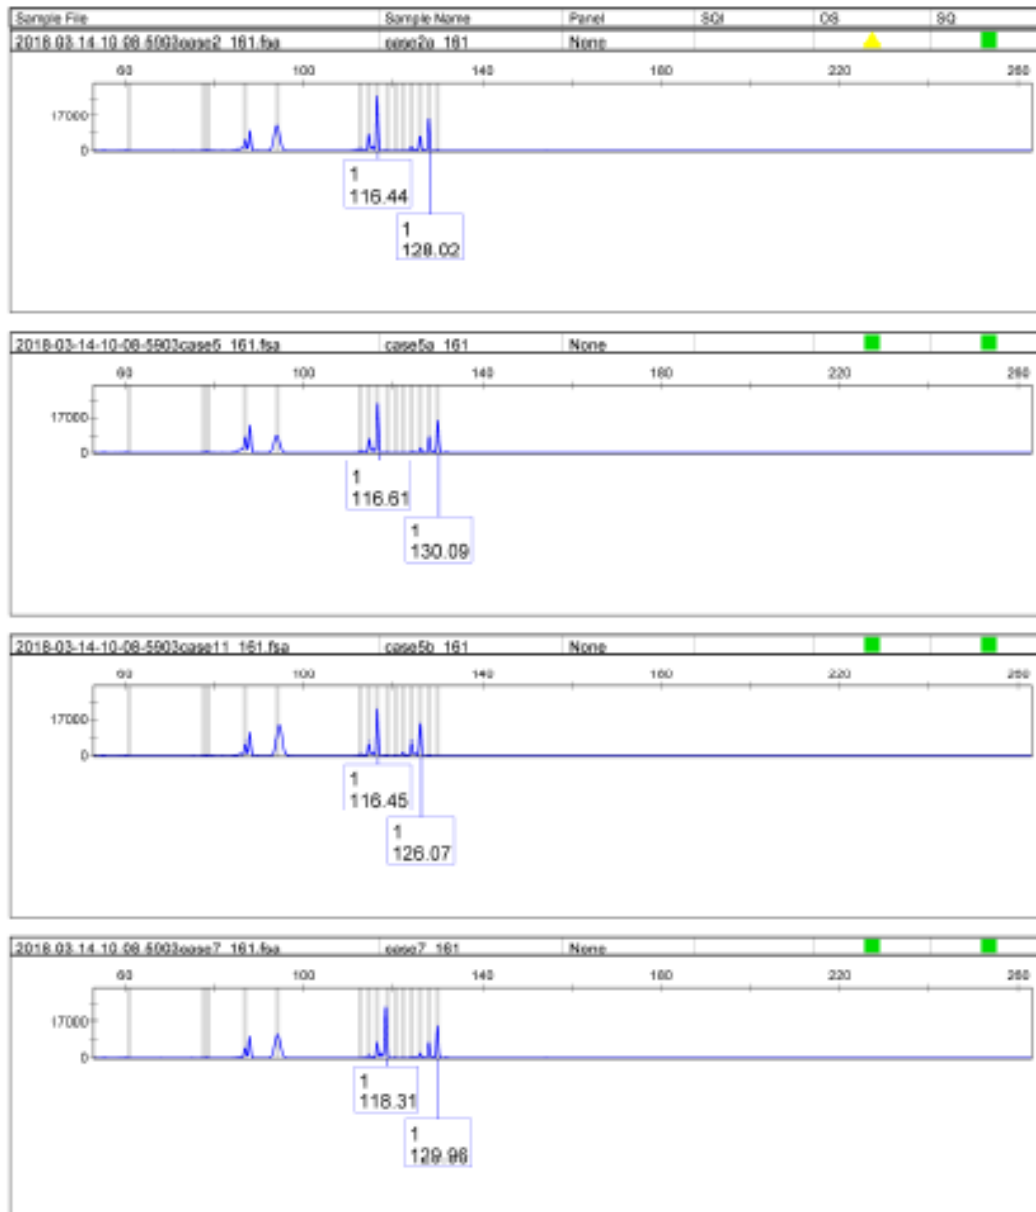 Sample File Sample Name Panel SQI OS SQ
2018-03-14-10-08-5903case2_161.fsa case2a_161 None
60 100 140 180 220 260
17000
0
1
116.44
1
128.02
2018-03-14-10-08-5903case5_161.fsa case5a_161 None
60 100 140 180 220 260
17000
0
1
116.61
1
130.09
2018-03-14-10-08-5903case11_161.fsa case5b_161 None
60 100 140 180 220 260
17000
0
1
116.45
1
126.07
2018-03-14-10-08-5903case7_161.fsa case7_161 None
60 100 140 180 220 260
17000
0
1
118.31
1
129.96